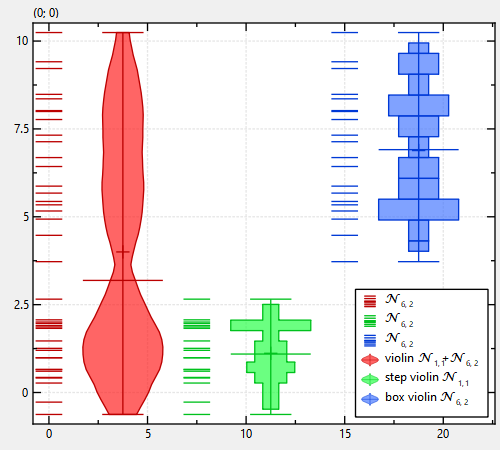 (0; 0)
10
7.5
5
2.5
0
𝒩6, 2
𝒩6, 2
𝒩6, 2
violin 𝒩1, 1+𝒩6, 2
step violin 𝒩1, 1
box violin 𝒩6, 2
0 5 10 15 20